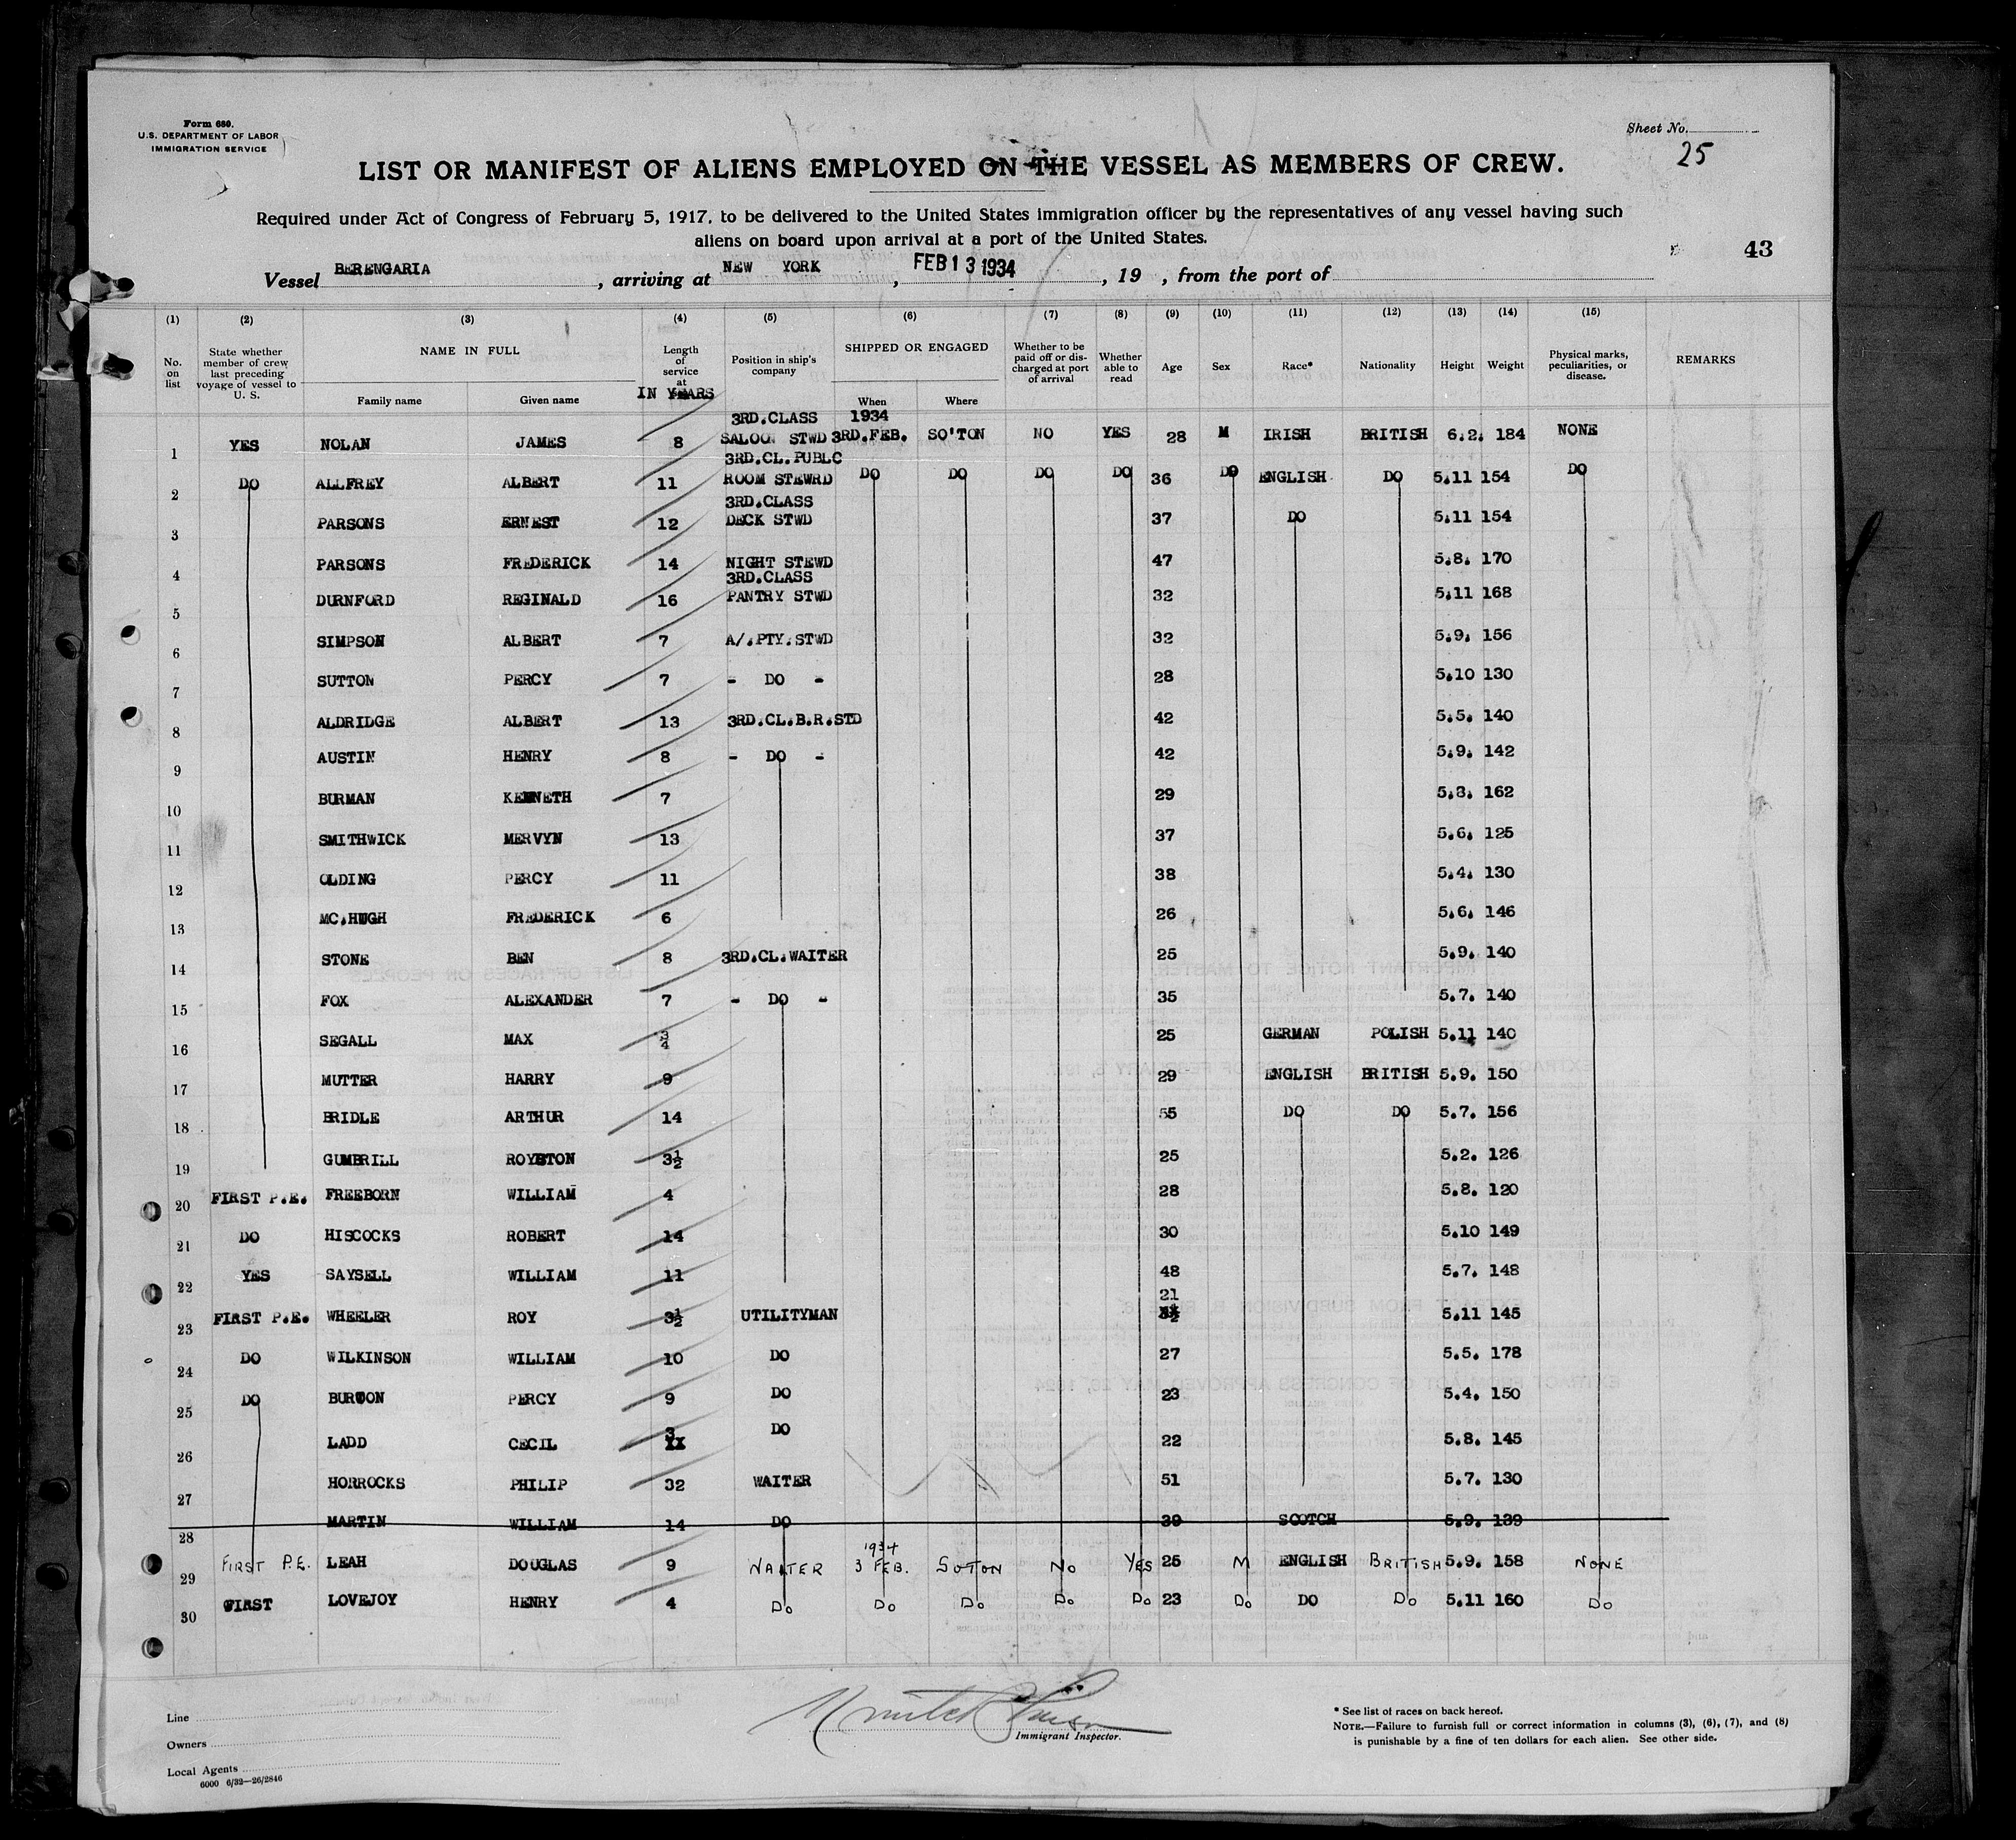 Form 680.
U.S. DEPARTMENT OF LABOR
IMMIGRATION SERVICE
Sheet No.
25
LIST OR MANIFEST OF ALIENS EMPLOYED ON THE VESSEL AS MEMBERS OF CREW.
Required under Act of Congress of February 5, 1917, to be delivered to the United States immigration officer by the representatives of any vessel having such
aliens on board upon arrival at a port of the United States.
43
Vessel BERENGARIA, arriving at NEW YORK, FEB 13 1934, 19 , from the port of
(1) (2) (3) (4) (5) (6) (7) (8) (9) (10) (11) (12) (13) (14) (15)
No. on list State whether member of crew last preceding voyage of vessel to U. S. NAME IN FULL Family name Given name Length of service at IN YEARS Position in ship's company SHIPPED OR ENGAGED When Where Whether to be paid off or discharged at port of arrival Whether able to read Age Sex Race* Nationality Height Weight Physical marks, peculiarities, or disease. REMARKS
3RD.CLASS 1934
1 YES NOLAN JAMES 8 SALOON STWD 3RD.FEB. SO'TON NO YES 28 M IRISH BRITISH 6.2. 184 NONE
3RD.CL.PUBLC
2 DO ALLFREY ALBERT 11 ROOM STEWRD DO DO DO DO 36 DO ENGLISH DO 5.11 154 DO
3RD.CLASS
3 PARSONS ERNEST 12 DECK STWD 37 DO 5.11 154
4 PARSONS FREDERICK 14 NIGHT STEWD 47 5.8. 170
3RD.CLASS
5 DURNFORD REGINALD 16 PANTRY STWD 32 5.11 168
6 SIMPSON ALBERT 7 A/.PTY.STWD 32 5.9. 156
7 SUTTON PERCY 7 - DO - 28 5.10 130
8 ALDRIDGE ALBERT 13 3RD.CL.B.R.STD 42 5.5. 140
9 AUSTIN HENRY 8 - DO - 42 5.9. 142
10 BURMAN KENNETH 7 29 162
11 SMITHWICK MERVYN 13 37 5.6. 125
12 OLDING PERCY 11 38 5.4. 130
13 MC.HUGH FREDERICK 6 26 5.6. 146
14 STONE BEN 8 3RD.CL.WAITER 25 5.9. 140
15 FOX ALEXANDER 7 - DO - 35 5.7. 140
16 SEGALL MAX 3/4 25 GERMAN POLISH 5.11 140
17 MUTTER HARRY 9 29 ENGLISH BRITISH 5.9. 150
18 BRIDLE ARTHUR 14 55 DO DO 5.7. 156
19 GUMBRILL ROYSTON 3½ 25 5.2. 126
20 FIRST P.E. FREEBORN WILLIAM 4 28 5.8. 120
21 DO HISCOCKS ROBERT 14 30 5.10 149
22 YES SAYSELL WILLIAM 11 48 5.7. 148
23 FIRST P.E. WHEELER ROY 3½ UTILITYMAN 21 5.11 145
24 DO WILKINSON WILLIAM 10 DO 27 5.5. 178
25 DO BURTON PERCY 9 DO 23 5.4. 150
26 LADD CECIL 3 DO 22 5.8. 145
27 HORROCKS PHILIP 32 WAITER 51 5.7. 130
28 MARTIN WILLIAM 14 DO 39 SCOTCH 5.9. 139
1934
29 FIRST P.E. LEAH DOUGLAS 9 WAITER 3 FEB. SOTON NO YES 25 M ENGLISH BRITISH 5.9. 158 NONE
30 FIRST LOVEJOY HENRY 4 DO DO DO DO DO 23 DO DO DO 5.11 160 DO
Line
Owners
Local Agents
6000 6/32—26/2846
Immigrant Inspector.
* See list of races on back hereof.
NOTE.—Failure to furnish full or correct information in columns (3), (6), (7), and (8)
is punishable by a fine of ten dollars for each alien. See other side.